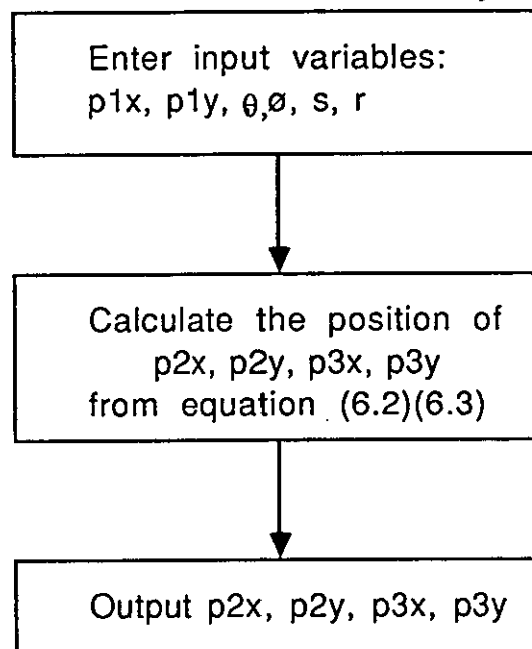 Enter input variables:
p1x, p1y, θ,ø, s, r
Calculate the position of
p2x, p2y, p3x, p3y
from equation (6.2)(6.3)
Output p2x, p2y, p3x, p3y